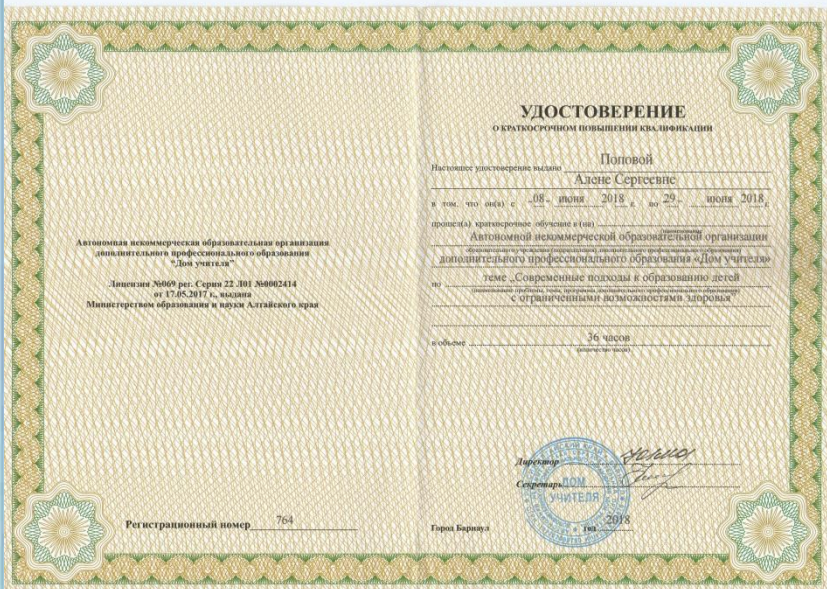 Автономная некоммерческая образовательная организация
дополнительного профессионального образования
"Дом учителя"
Лицензия №069 рег. Серия 22 Л01 №0002414
от 17.05.2017 г., выдана
Министерством образования и науки Алтайского края
Регистрационный номер 764
УДОСТОВЕРЕНИЕ
О КРАТКОСРОЧНОМ ПОВЫШЕНИИ КВАЛИФИКАЦИИ
Настоящее удостоверение выдано Поповой
Алене Сергеевне
в том, что он(а) с „08„ июня 2018 г. по 29„ июня 2018 г.
прошел(а) краткосрочное обучение в (на)
(наименование)
Автономной некоммерческой образовательной организации
дополнительного профессионального образования «Дом учителя»
по теме „Современные подходы к образованию детей
с ограниченными возможностями здоровья"
в объеме 36 часов
(количество часов)
Директор
Секретарь
ДОМ
УЧИТЕЛЯ
Город Барнаул год 2018